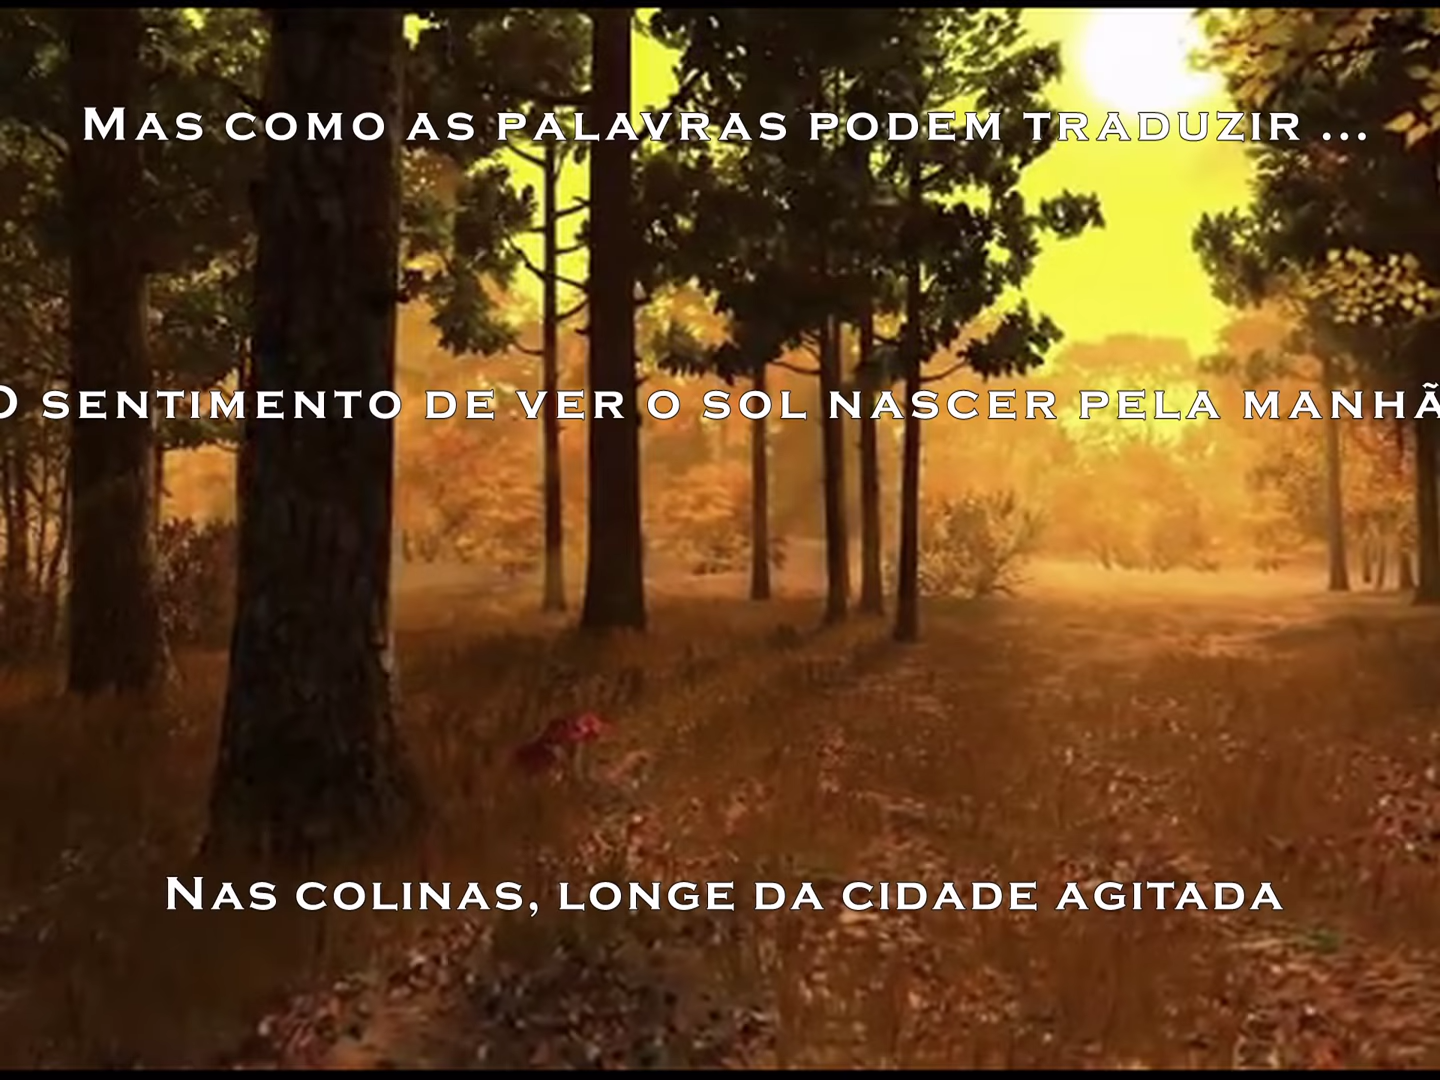 Mas como as palavras podem traduzir ...
O sentimento de ver o sol nascer pela manhã
Nas colinas, longe da cidade agitada